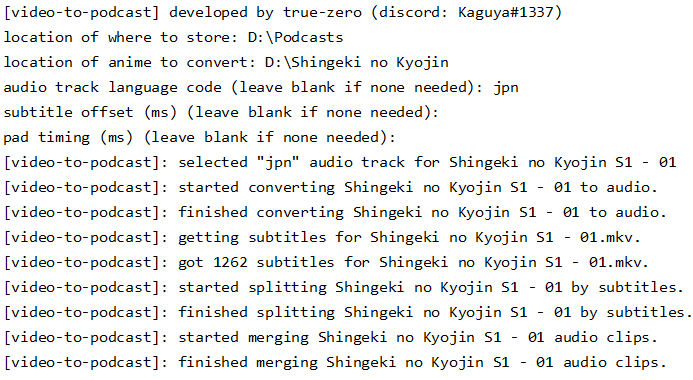 [video-to-podcast] developed by true-zero (discord: Kaguya#1337)
location of where to store: D:\Podcasts
location of anime to convert: D:\Shingeki no Kyojin
audio track language code (leave blank if none needed): jpn
subtitle offset (ms) (leave blank if none needed):
pad timing (ms) (leave blank if none needed):
[video-to-podcast]: selected "jpn" audio track for Shingeki no Kyojin S1 - 01
[video-to-podcast]: started converting Shingeki no Kyojin S1 - 01 to audio.
[video-to-podcast]: finished converting Shingeki no Kyojin S1 - 01 to audio.
[video-to-podcast]: getting subtitles for Shingeki no Kyojin S1 - 01.mkv.
[video-to-podcast]: got 1262 subtitles for Shingeki no Kyojin S1 - 01.mkv.
[video-to-podcast]: started splitting Shingeki no Kyojin S1 - 01 by subtitles.
[video-to-podcast]: finished splitting Shingeki no Kyojin S1 - 01 by subtitles.
[video-to-podcast]: started merging Shingeki no Kyojin S1 - 01 audio clips.
[video-to-podcast]: finished merging Shingeki no Kyojin S1 - 01 audio clips.